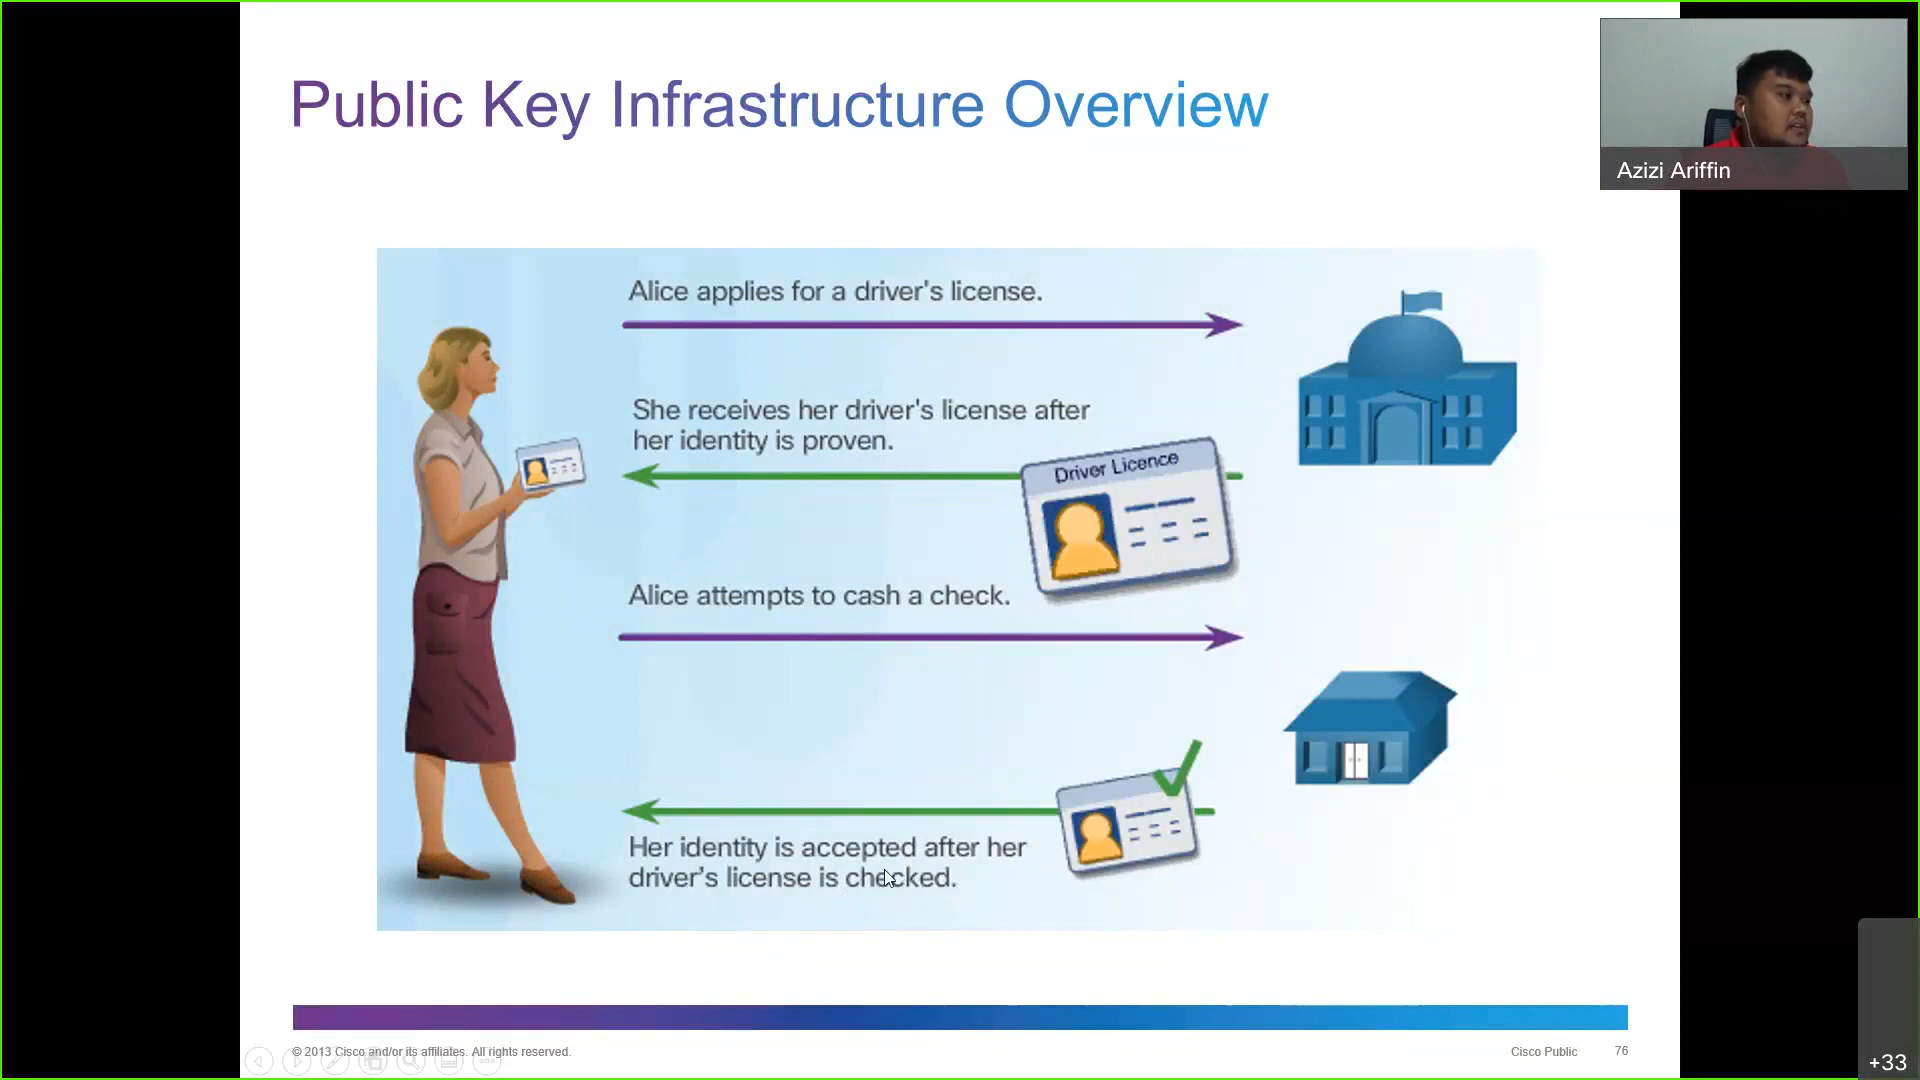 Public Key Infrastructure Overview
Azizi Ariffin
Alice applies for a driver's license.
She receives her driver's license after
her identity is proven.
Driver Licence
Alice attempts to cash a check.
Her identity is accepted after her
driver's license is checked.
© 2013 Cisco and/or its affiliates. All rights reserved.
Cisco Public
76
+33